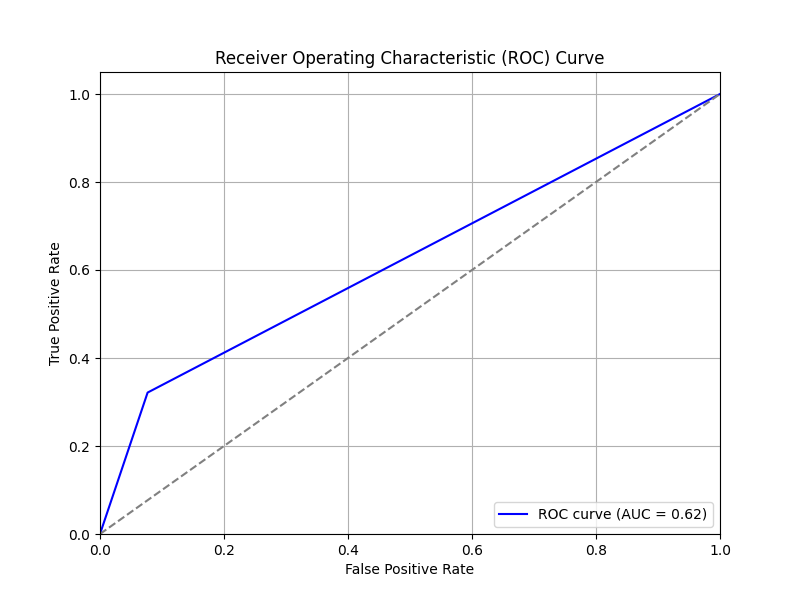 Receiver Operating Characteristic (ROC) Curve
True Positive Rate
1.0
0.8
0.6
0.4
0.2
0.0
0.0 0.2 0.4 0.6 0.8 1.0
False Positive Rate
ROC curve (AUC = 0.62)